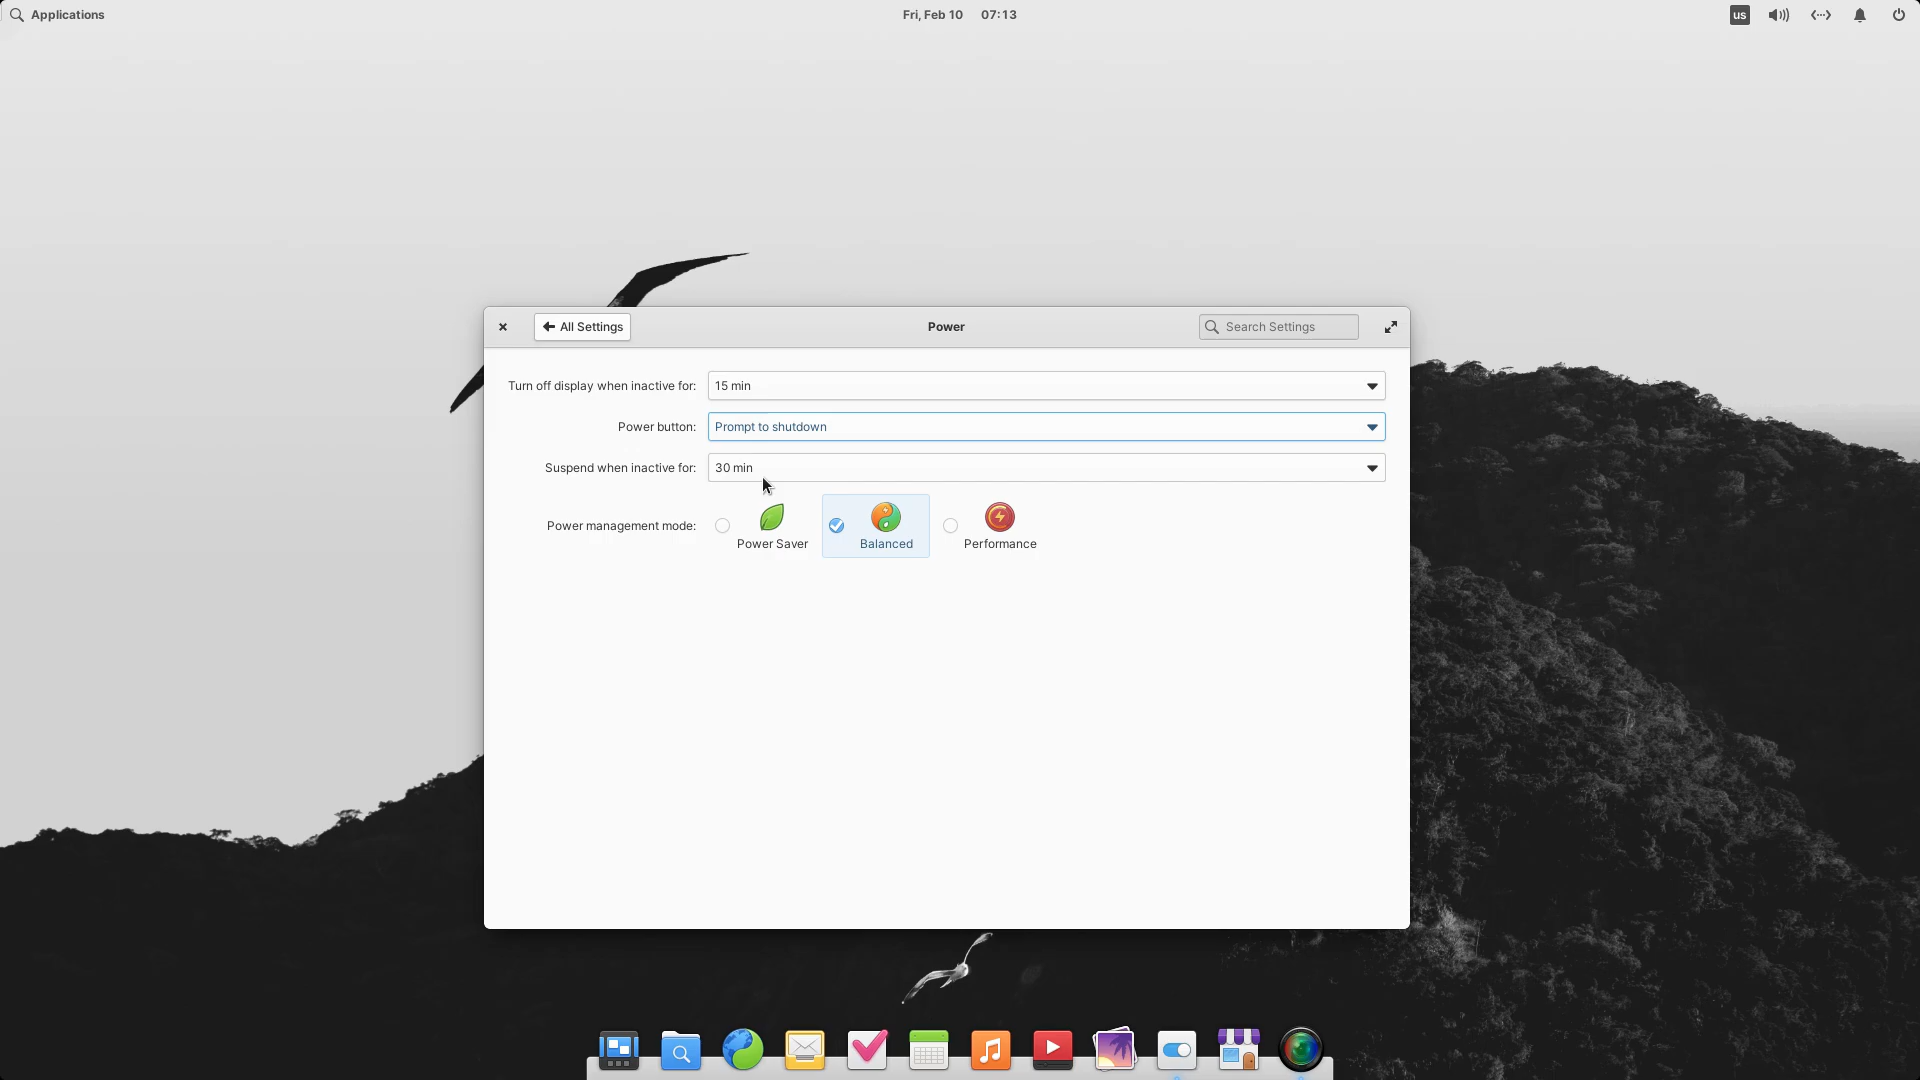 Applications
Fri, Feb 10 07:13
us
All Settings
Power
Search Settings
Turn off display when inactive for: 15 min
Power button: Prompt to shutdown
Suspend when inactive for: 30 min
Power management mode:
Power Saver
Balanced
Performance